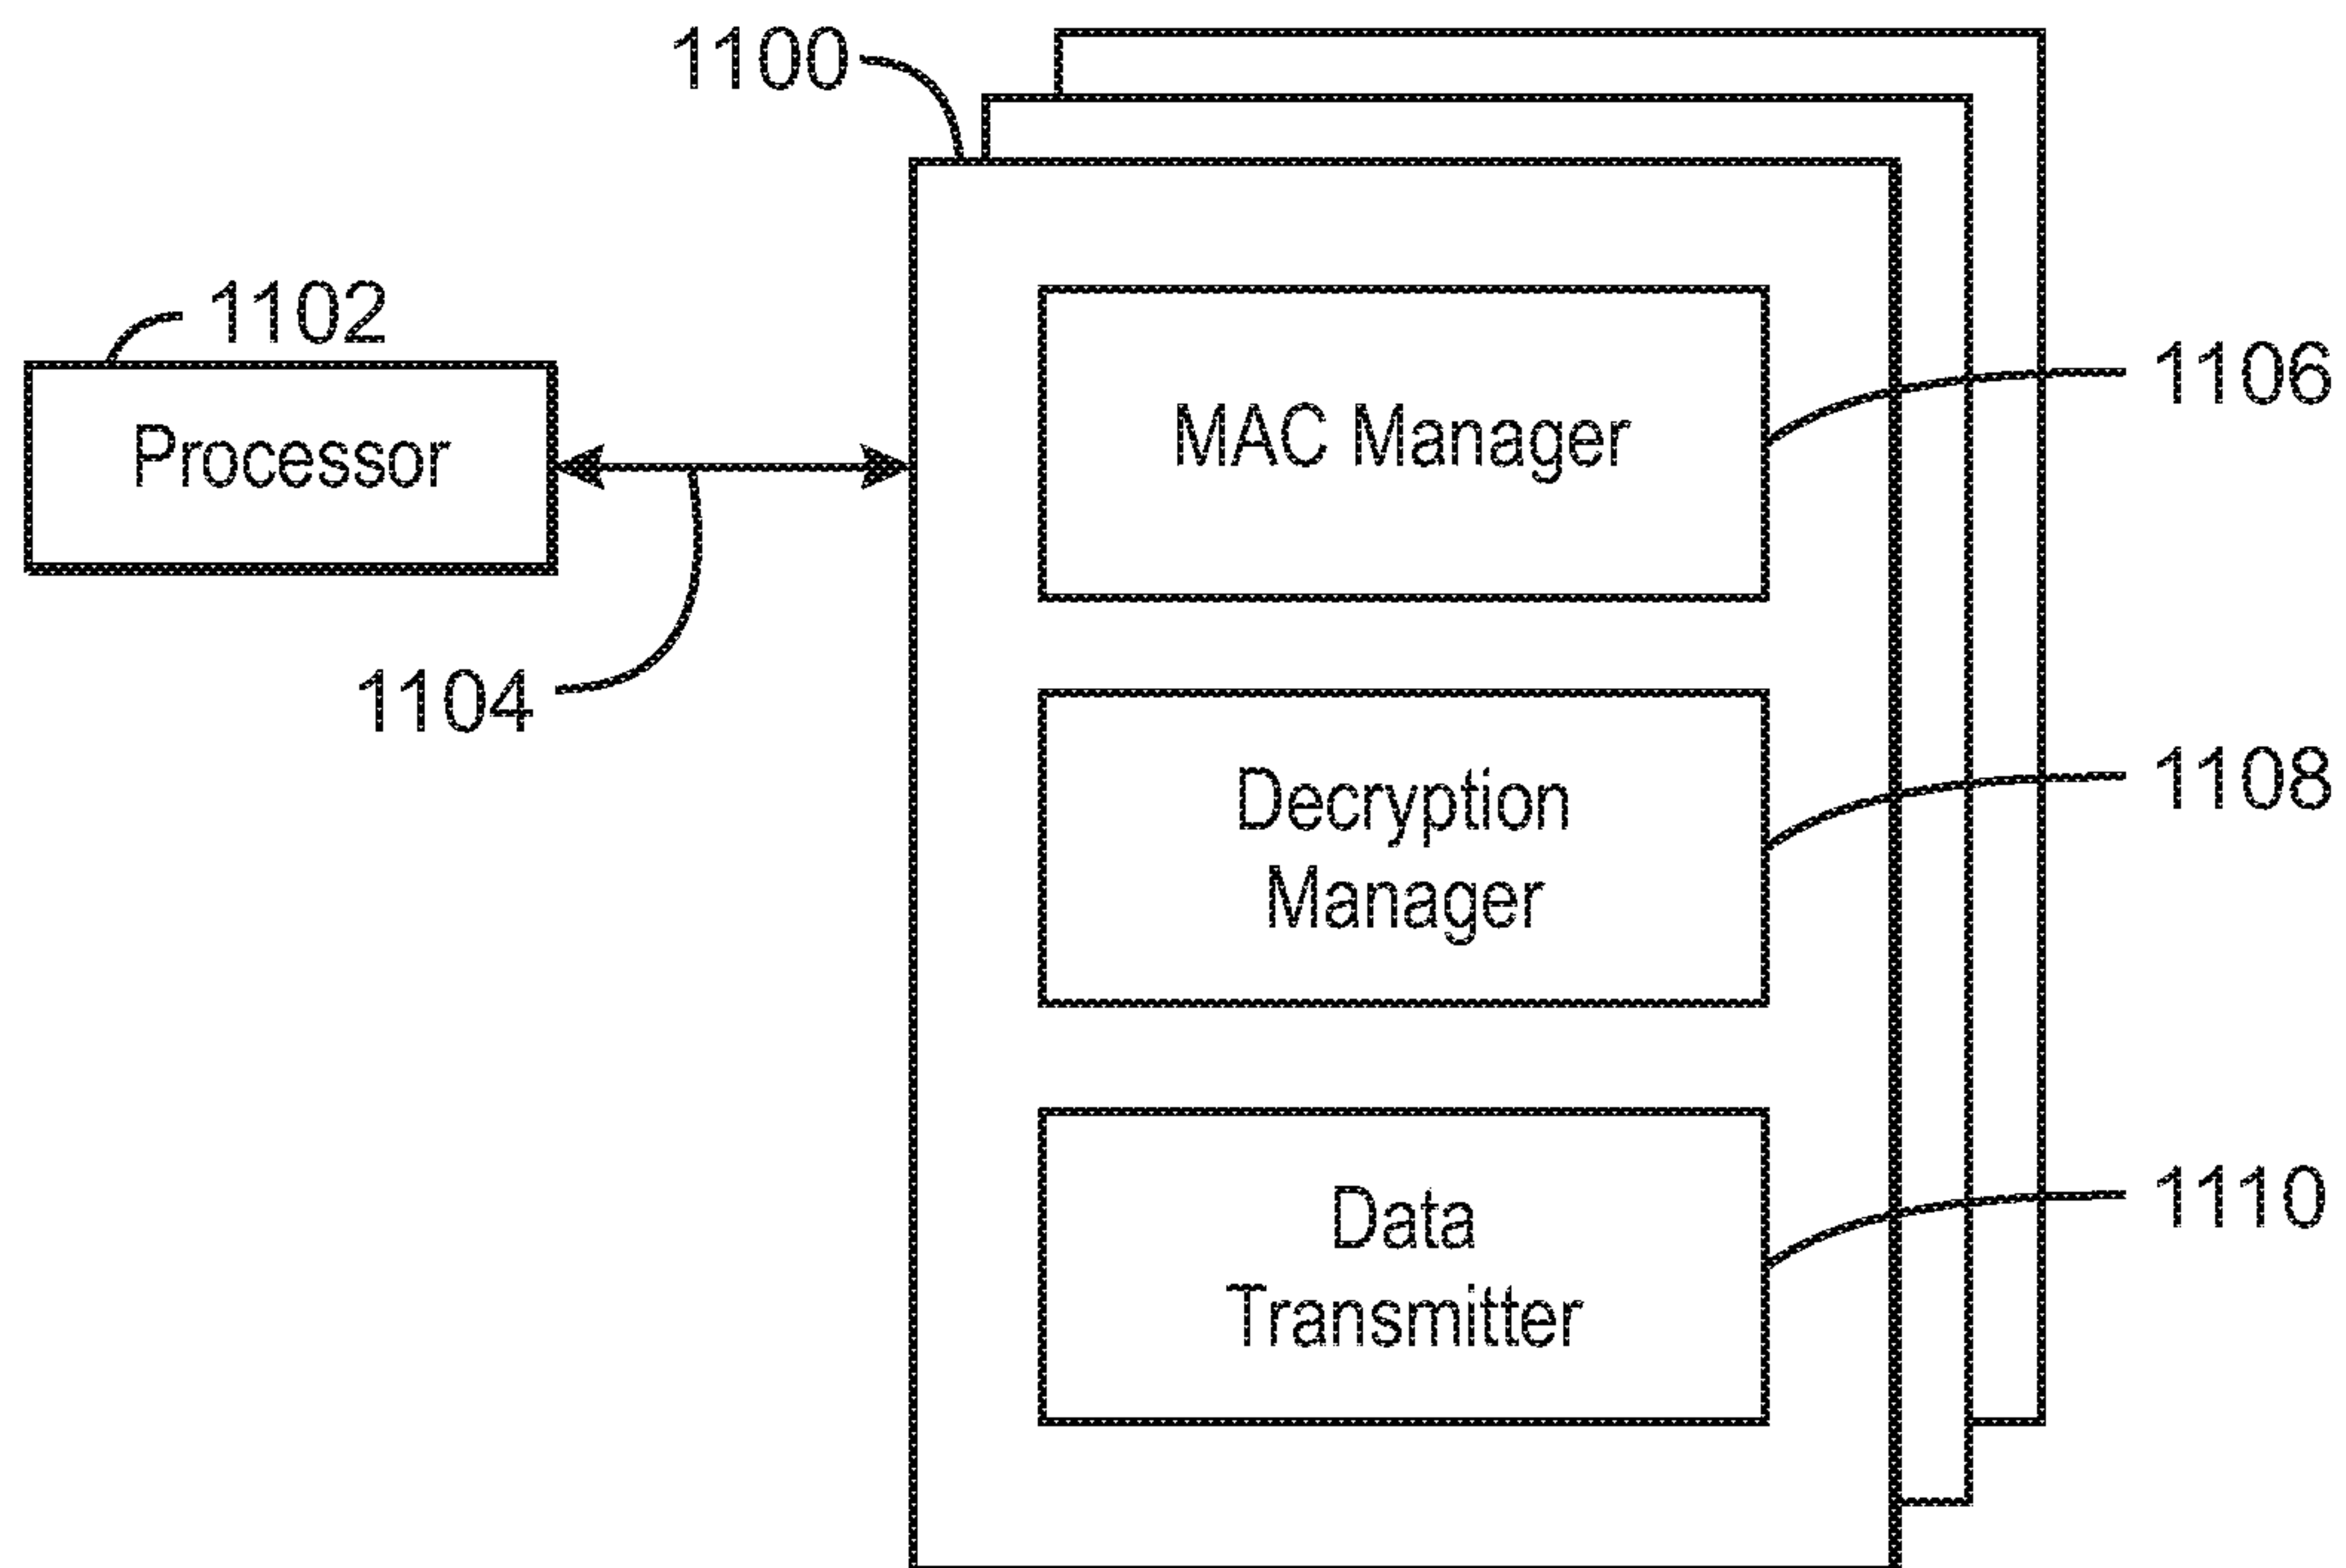 1100
1102
Processor
1104
MAC Manager
1106
Decryption
Manager
1108
Data
Transmitter
1110